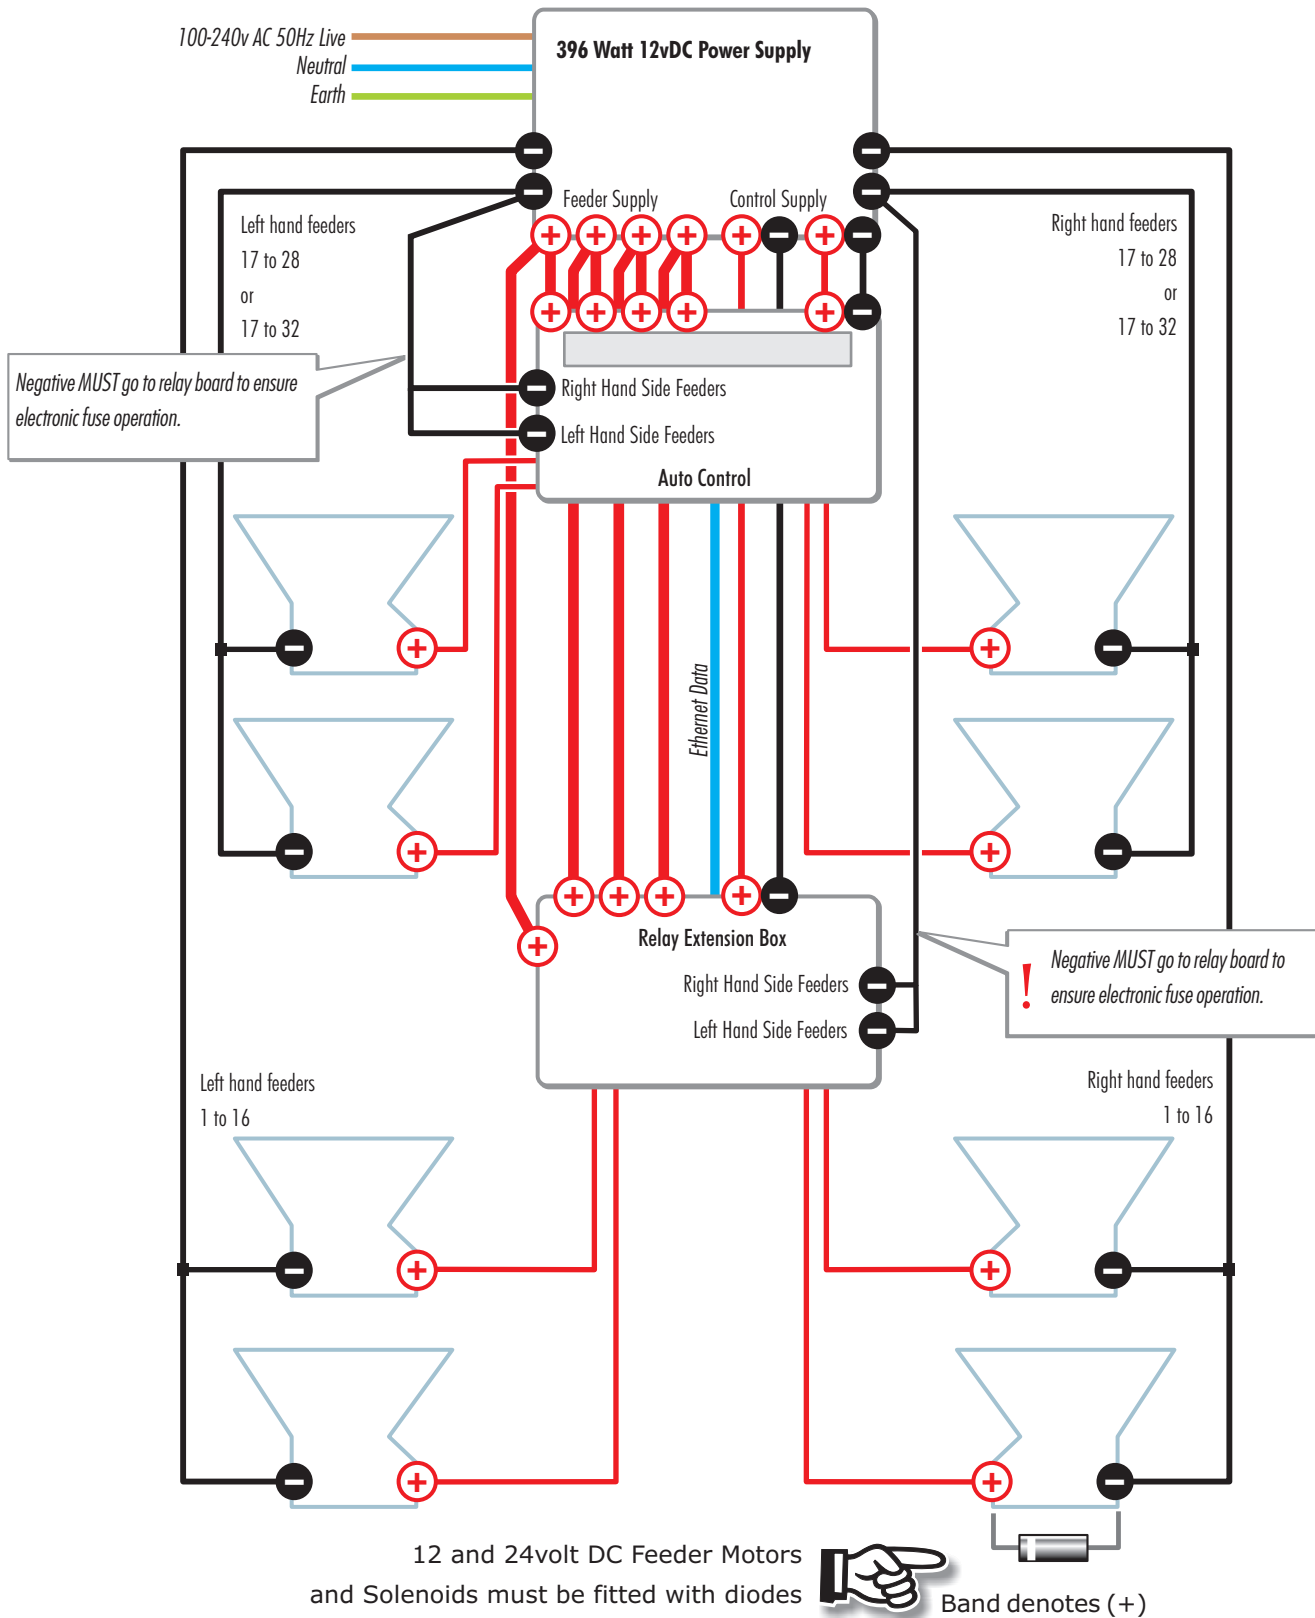 100-240v AC 50Hz Live
Neutral
Earth
396 Watt 12vDC Power Supply
Feeder Supply
Control Supply
Left hand feeders
17 to 28
or
17 to 32
Right hand feeders
17 to 28
or
17 to 32
Negative MUST go to relay board to ensure
electronic fuse operation.
Right Hand Side Feeders
Left Hand Side Feeders
Auto Control
Ethernet Data
Relay Extension Box
Right Hand Side Feeders
Left Hand Side Feeders
! Negative MUST go to relay board to
ensure electronic fuse operation.
Left hand feeders
1 to 16
Right hand feeders
1 to 16
12 and 24volt DC Feeder Motors
and Solenoids must be fitted with diodes
Band denotes (+)